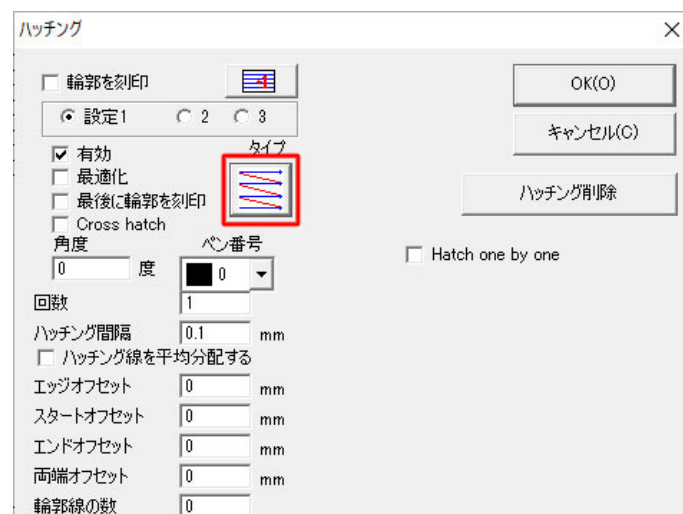 ハッチング
輪郭を刻印
設定1 2 3
有効
タイプ
最適化
最後に輪郭を刻印
Cross hatch
角度 ペン番号
0 度 0
回数 1
ハッチング間隔 0.1 mm
ハッチング線を平均分配する
エッジオフセット 0 mm
スタートオフセット 0 mm
エンドオフセット 0 mm
両端オフセット 0 mm
輪郭線の数 0
OK(O)
キャンセル(C)
ハッチング削除
Hatch one by one